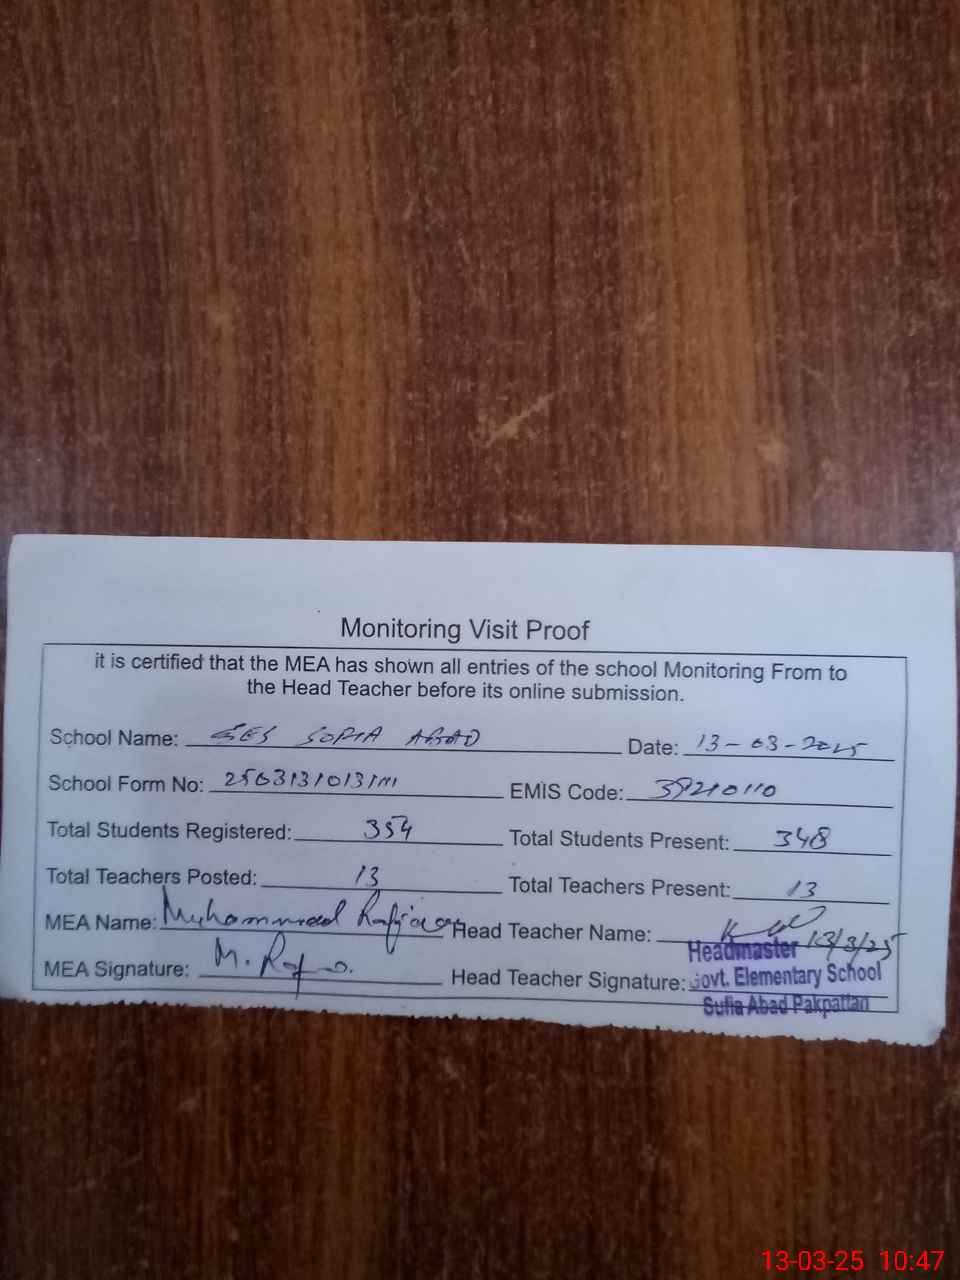 Monitoring Visit Proof
it is certified that the MEA has shown all entries of the school Monitoring From to
the Head Teacher before its online submission.
School Name: GES SOFIA ABAD Date: 13-03-2025
School Form No: EMIS Code: 39210110
Total Students Registered: 354 Total Students Present: 348
Total Teachers Posted: 13 Total Teachers Present: 13
MEA Name: Muhammad Head Teacher Name:
13/3/25
Headmaster
MEA Signature: M. Head Teacher Signature: Govt. Elementary School
Sufia Abad Pakpattan
13-03-25 10:47